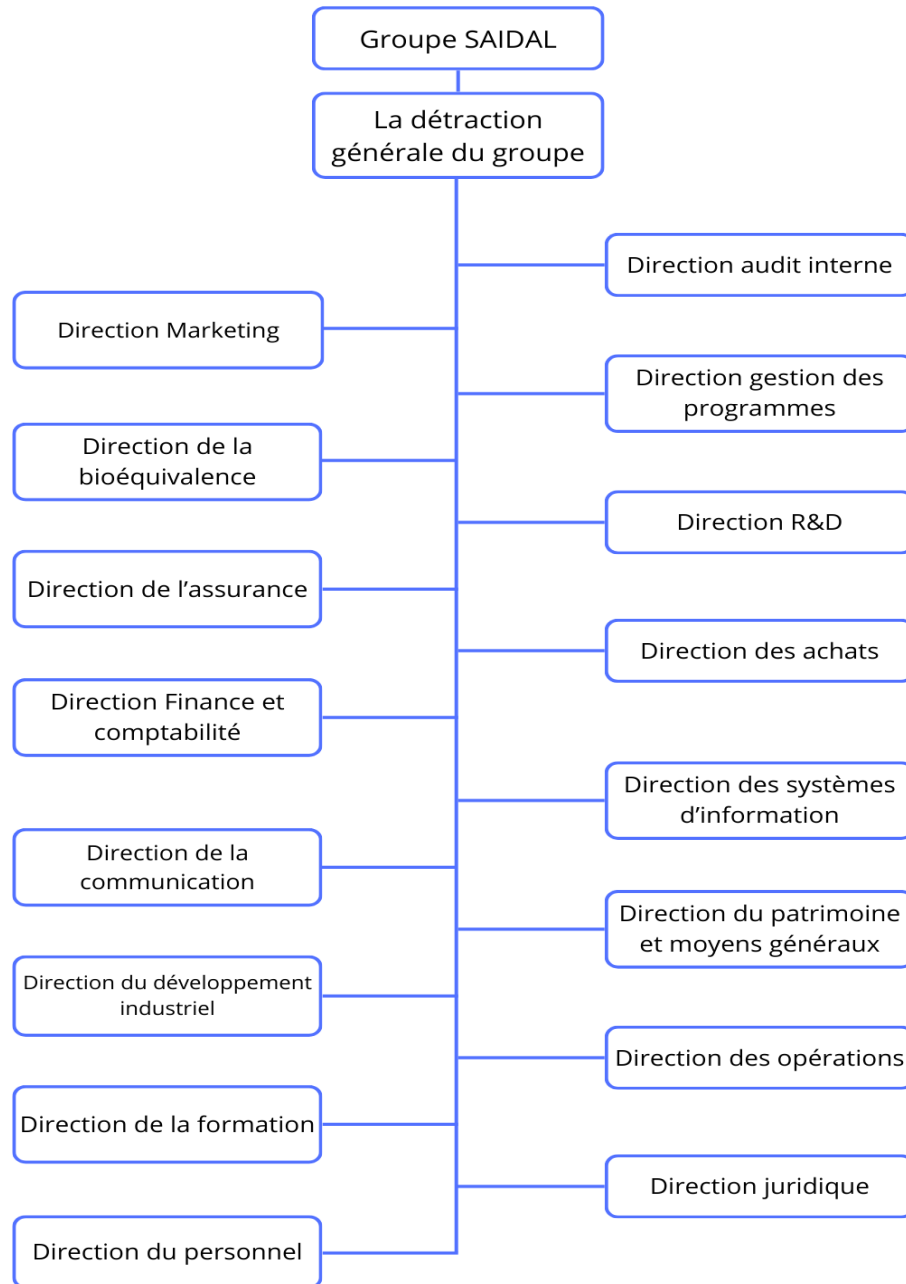 Groupe SAIDAL
La détraction
générale du groupe
Direction audit interne
Direction Marketing
Direction gestion des
programmes
Direction de la
bioéquivalence
Direction R&D
Direction de l’assurance
Direction des achats
Direction Finance et
comptabilité
Direction des systèmes
d’information
Direction de la
communication
Direction du patrimoine
et moyens généraux
Direction du développement
industriel
Direction des opérations
Direction de la formation
Direction juridique
Direction du personnel